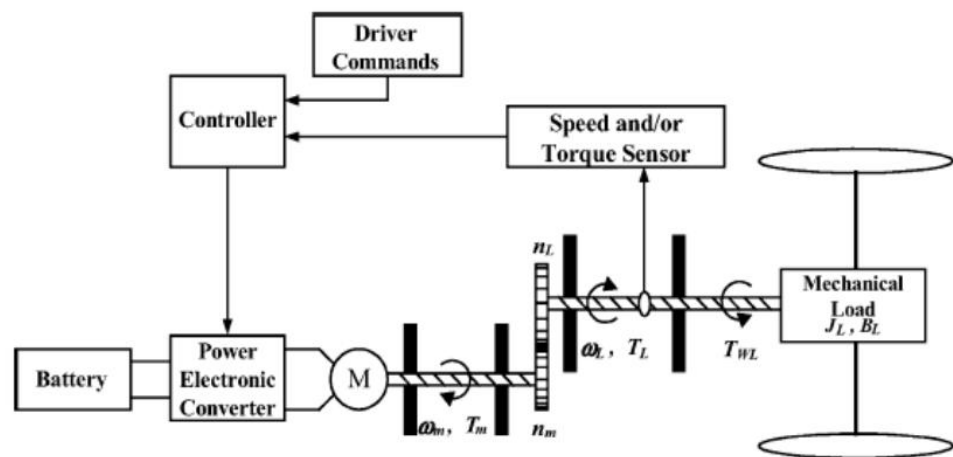 Driver
Commands
Controller
Speed and/or
Torque Sensor
n_L
Mechanical
Load
J_L , B_L
ω_L , T_L
T_WL
Battery
Power
Electronic
Converter
M
ω_m , T_m
n_m